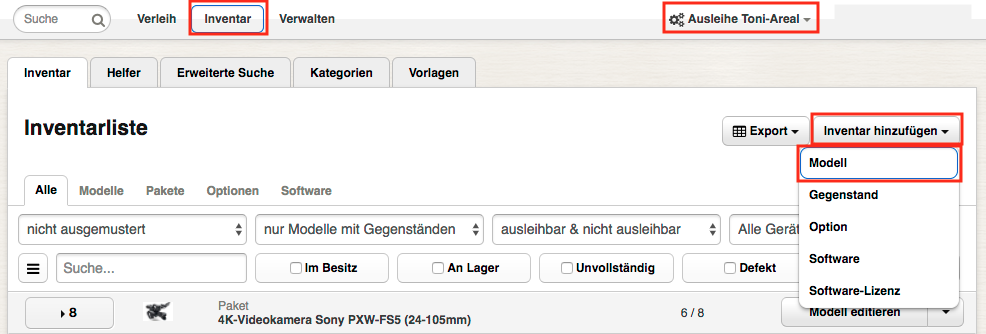 Suche Verleih Inventar Verwalten Ausleihe Toni-Areal
Inventar Helfer Erweiterte Suche Kategorien Vorlagen
Inventarliste
Export Inventar hinzufügen
Modell
Gegenstand
Option
Software
Software-Lizenz
Alle Modelle Pakete Optionen Software
nicht ausgemustert nur Modelle mit Gegenständen ausleihbar & nicht ausleihbar Alle Gerät
Suche... Im Besitz An Lager Unvollständig Defekt
8 Paket 6 / 8 Modell editieren
4K-Videokamera Sony PXW-FS5 (24-105mm)